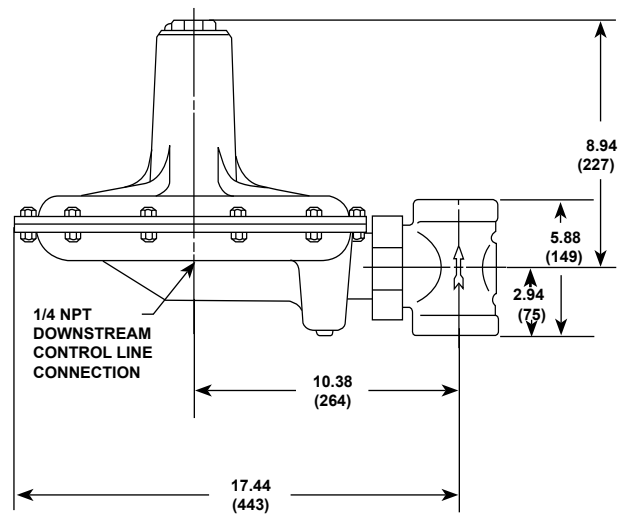 8.94
(227)
5.88
(149)
2.94
(75)
1/4 NPT
DOWNSTREAM
CONTROL LINE
CONNECTION
10.38
(264)
17.44
(443)